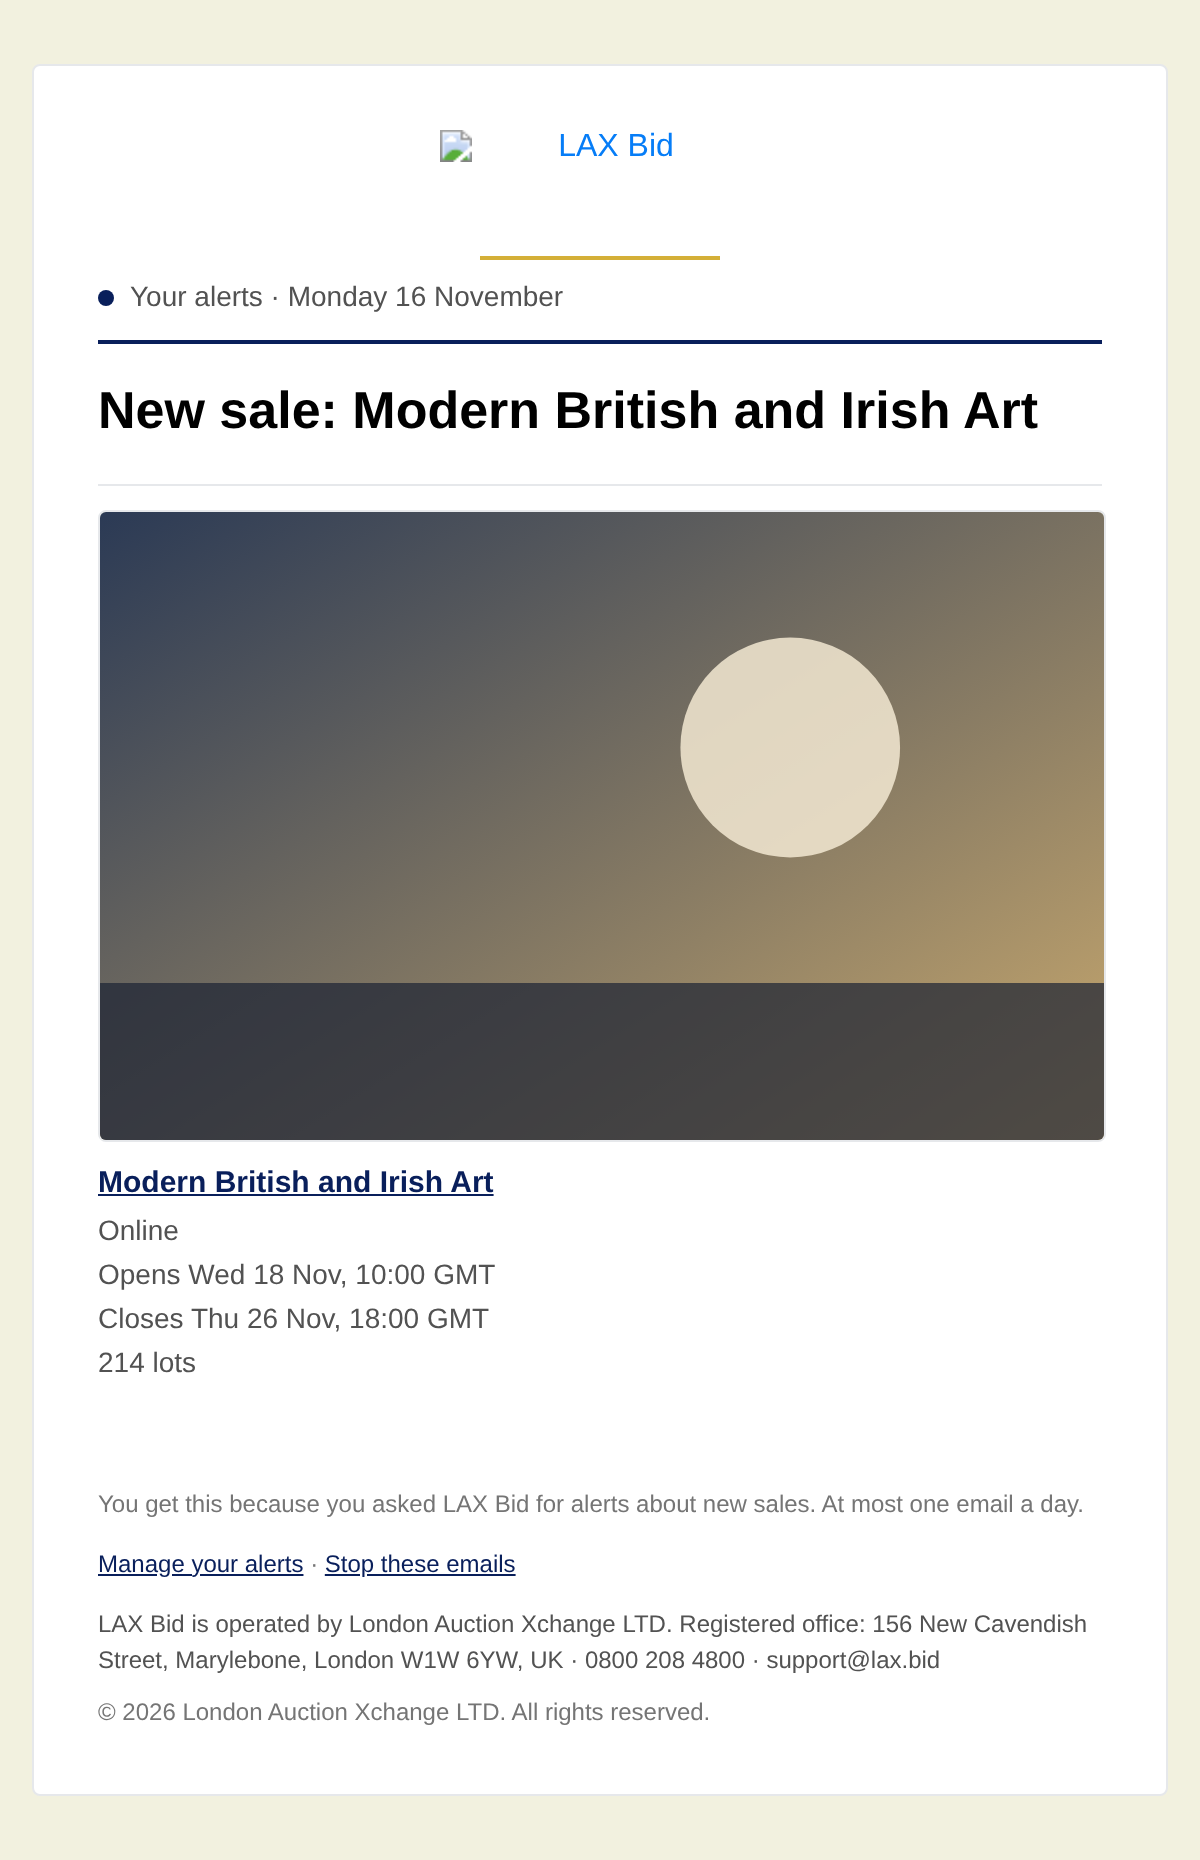 LAX Bid
Your alerts · Monday 16 November
New sale: Modern British and Irish Art
Modern British and Irish Art
Online
Opens Wed 18 Nov, 10:00 GMT
Closes Thu 26 Nov, 18:00 GMT
214 lots
You get this because you asked LAX Bid for alerts about new sales. At most one email a day.
Manage your alerts · Stop these emails
LAX Bid is operated by London Auction Xchange LTD. Registered office: 156 New Cavendish
Street, Marylebone, London W1W 6YW, UK · 0800 208 4800 · support@lax.bid
© 2026 London Auction Xchange LTD. All rights reserved.